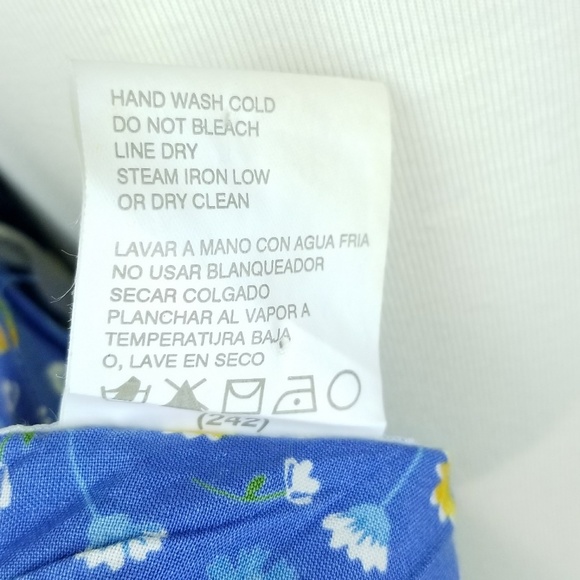 HAND WASH COLD
DO NOT BLEACH
LINE DRY
STEAM IRON LOW
OR DRY CLEAN
LAVAR A MANO CON AGUA FRIA
NO USAR BLANQUEADOR
SECAR COLGADO
PLANCHAR AL VAPOR A
TEMPERATURA BAJA
O, LAVE EN SECO
(242)